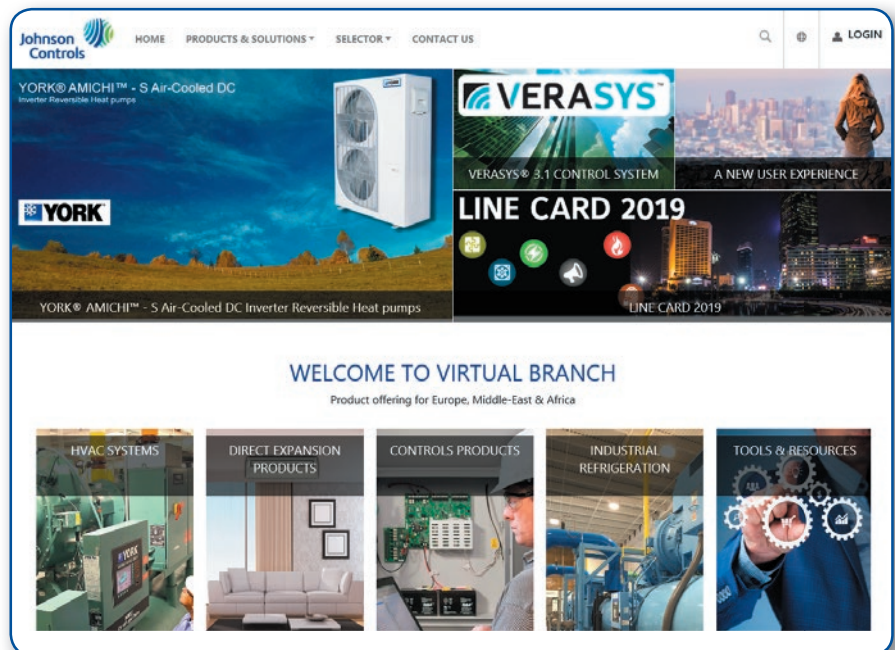 Johnson
Controls
HOME
PRODUCTS & SOLUTIONS
SELECTOR
CONTACT US
LOGIN
YORK® AMICHI™ - S Air-Cooled DC
Inverter Reversible Heat pumps
YORK
YORK® AMICHI™ - S Air-Cooled DC Inverter Reversible Heat pumps
VERASYS™
VERASYS® 3.1 CONTROL SYSTEM
A NEW USER EXPERIENCE
LINE CARD 2019
LINE CARD 2019
WELCOME TO VIRTUAL BRANCH
Product offering for Europe, Middle-East & Africa
HVAC SYSTEMS
YORK
DIRECT EXPANSION
PRODUCTS
CONTROLS PRODUCTS
INDUSTRIAL
REFRIGERATION
TOOLS & RESOURCES